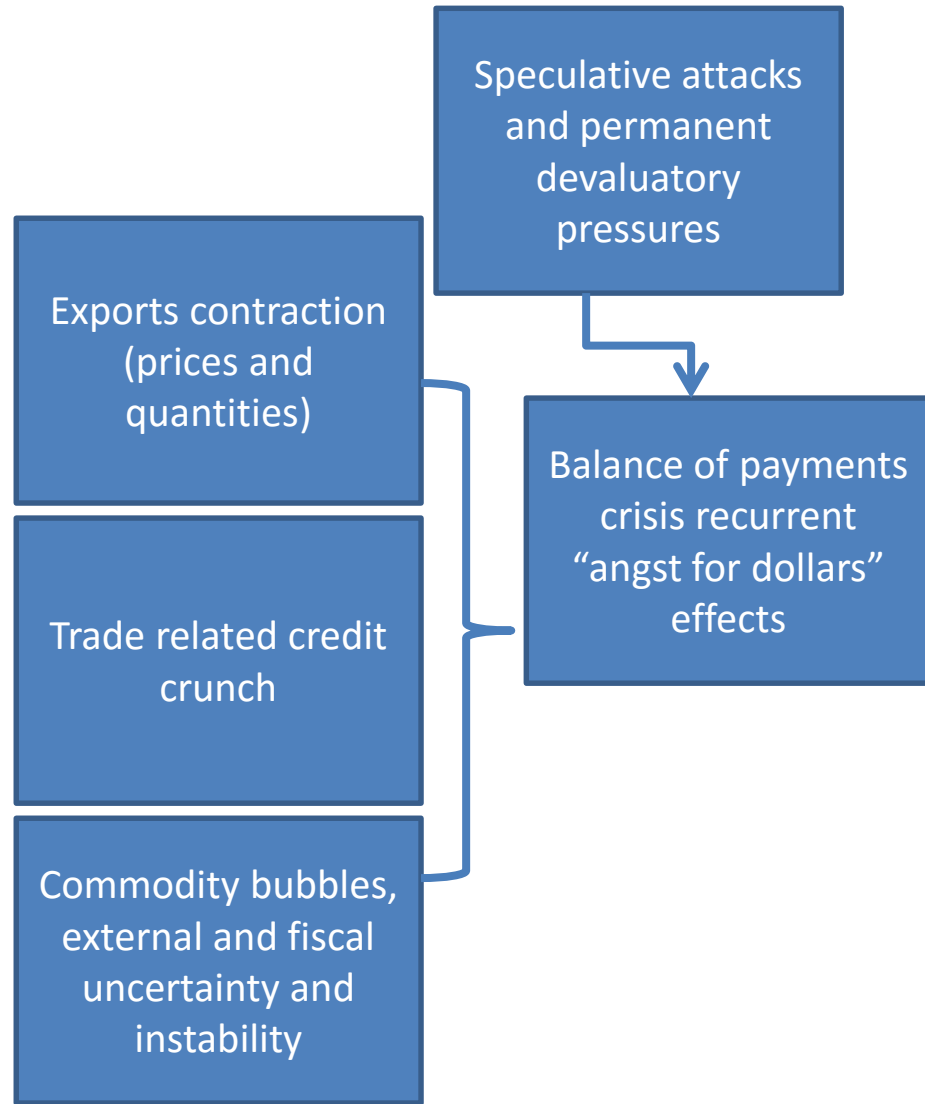 Speculative attacks
and permanent
devaluatory
pressures
Exports contraction
(prices and
quantities)
Trade related credit
crunch
Commodity bubbles,
external and fiscal
uncertainty and
instability
Balance of payments
crisis recurrent
“angst for dollars”
effects